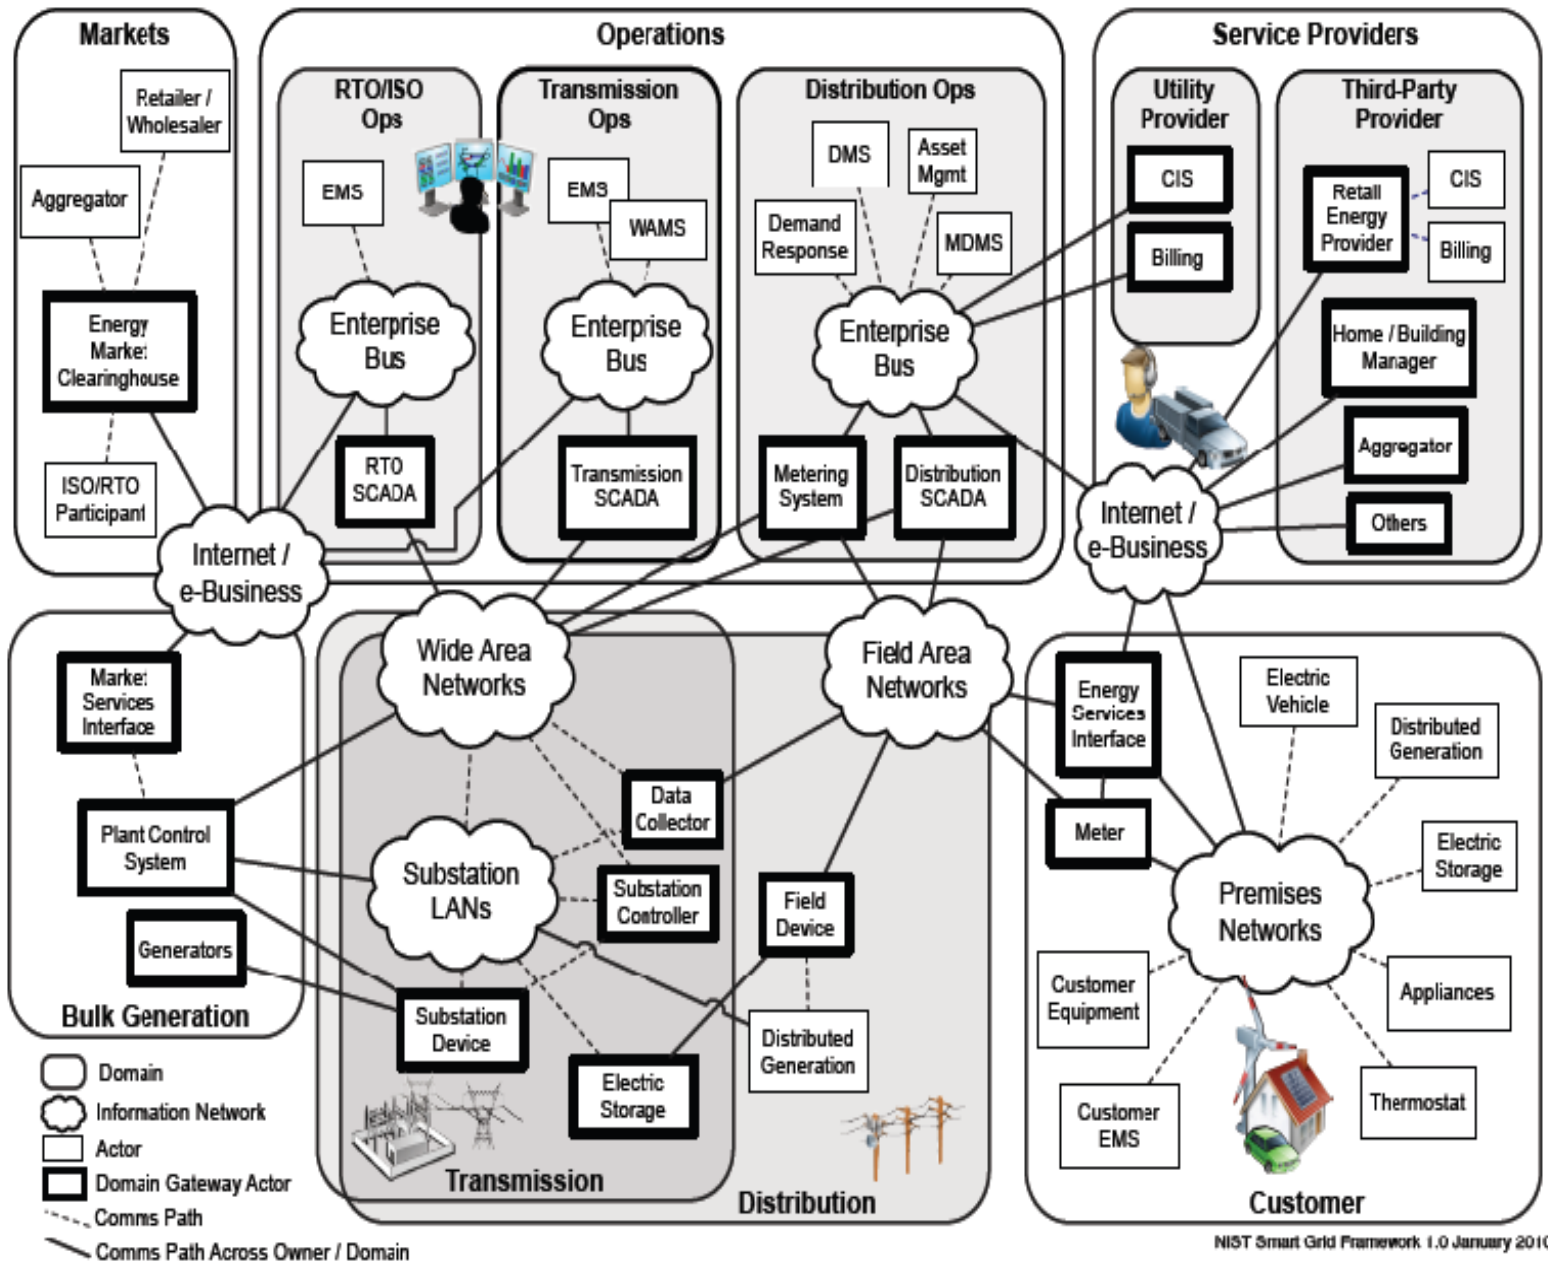 Markets
Operations
Service Providers
Retailer /
Wholesaler
Aggregator
Energy
Market
Clearinghouse
ISO/RTO
Participant
RTO/ISO
Ops
EMS
Enterprise
Bus
RTO
SCADA
Transmission
Ops
EMS
WAMS
Enterprise
Bus
Transmission
SCADA
Distribution Ops
DMS
Asset
Mgmt
Demand
Response
MDMS
Enterprise
Bus
Metering
System
Distribution
SCADA
Utility
Provider
CIS
Billing
Third-Party
Provider
Retail
Energy
Provider
CIS
Billing
Home / Building
Manager
Aggregator
Others
Internet /
e-Business
Internet /
e-Business
Wide Area
Networks
Field Area
Networks
Market
Services
Interface
Plant Control
System
Generators
Bulk Generation
Data
Collector
Substation
LANs
Substation
Controller
Field
Device
Substation
Device
Electric
Storage
Distributed
Generation
Transmission
Distribution
Energy
Services
Interface
Meter
Electric
Vehicle
Distributed
Generation
Electric
Storage
Premises
Networks
Customer
Equipment
Appliances
Customer
EMS
Thermostat
Customer
Domain
Information Network
Actor
Domain Gateway Actor
Comms Path
Comms Path Across Owner / Domain
NIST Smart Grid Framework 1.0 January 2010